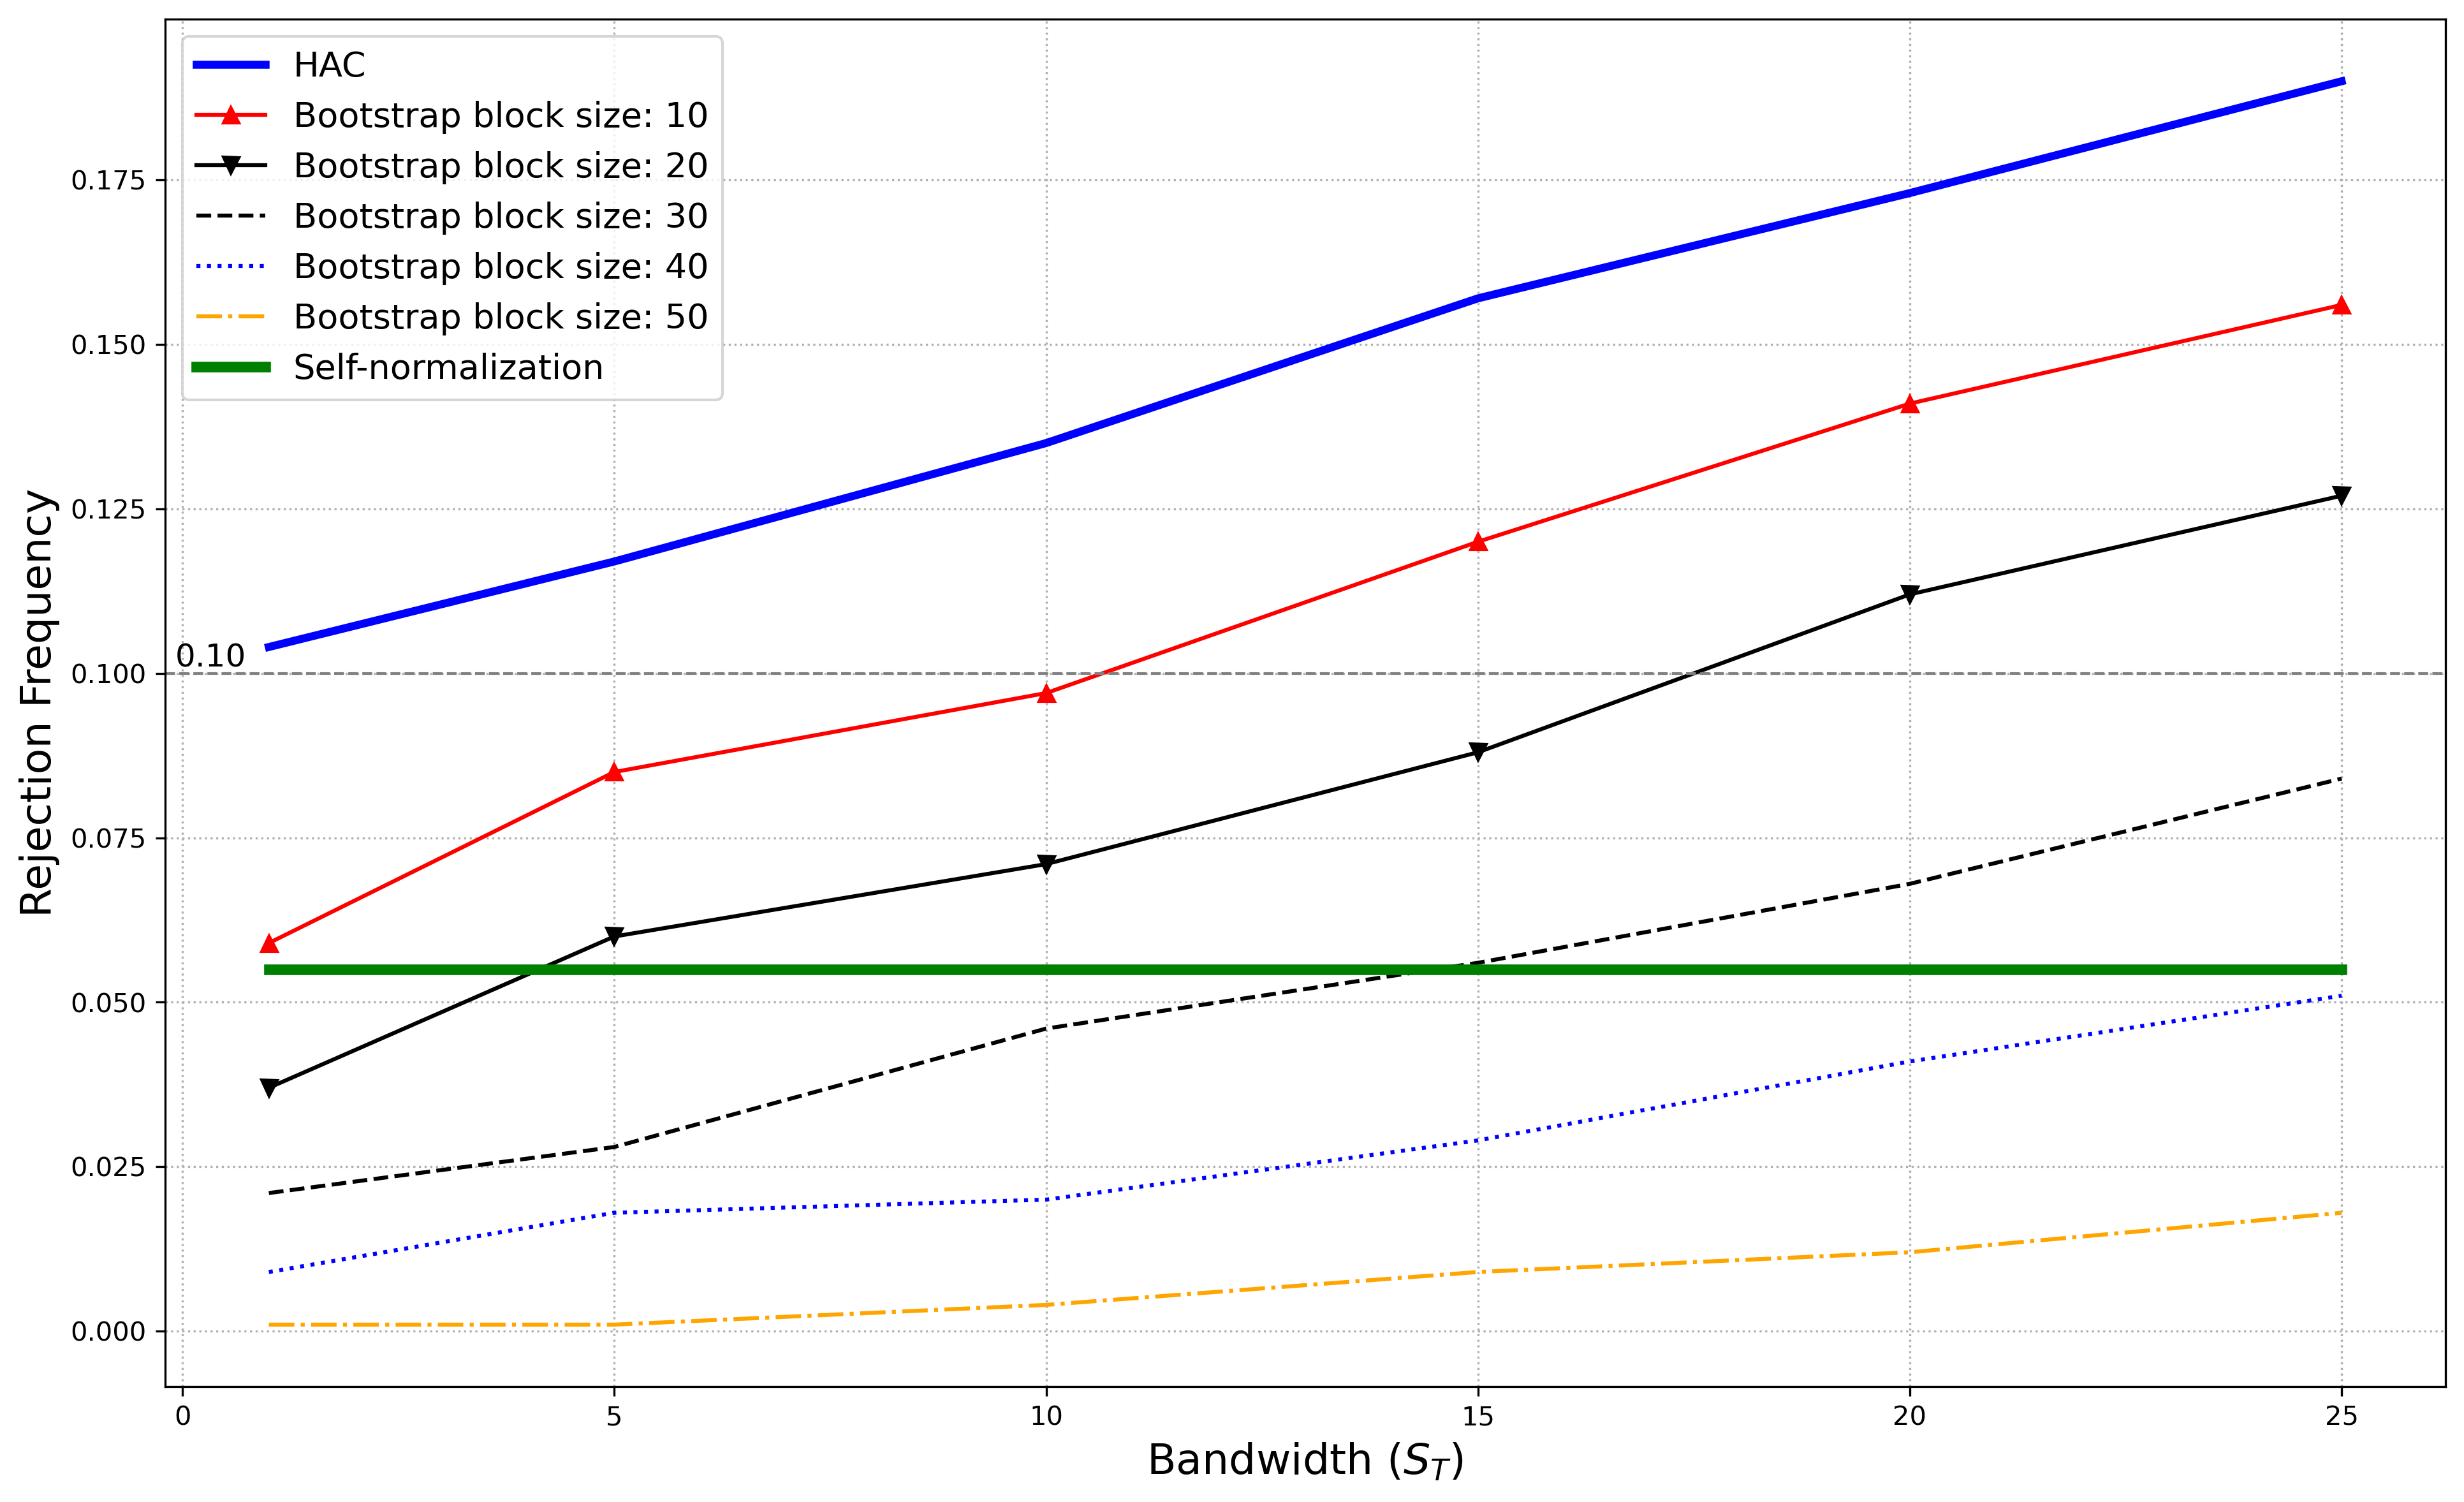 HAC
Bootstrap block size: 10
Bootstrap block size: 20
Bootstrap block size: 30
Bootstrap block size: 40
Bootstrap block size: 50
Self-normalization
Rejection Frequency
0.175
0.150
0.125
0.100
0.075
0.050
0.025
0.000
0.10
0 5 10 15 20 25
Bandwidth (S_T)